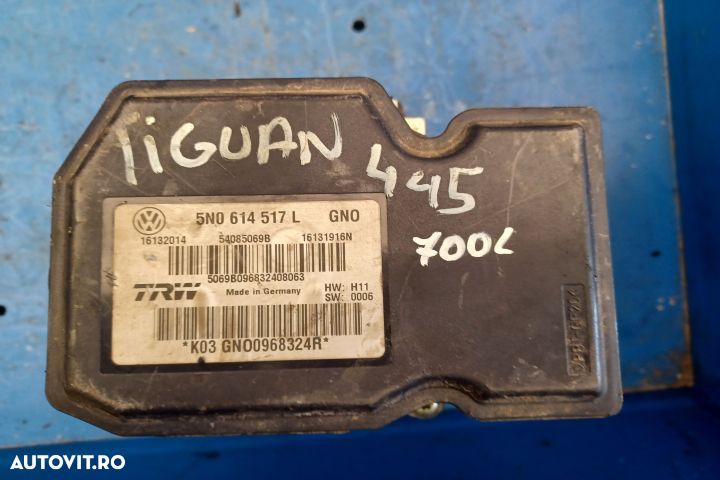 TiGUAN
445
700L
5N0 614 517 L GNO
16132014 54085069B 16131916N
5069B096832408063
TRW Made in Germany HW: H11
SW: 0006
*K03 GNO0968324R*
AUTOVIT.RO